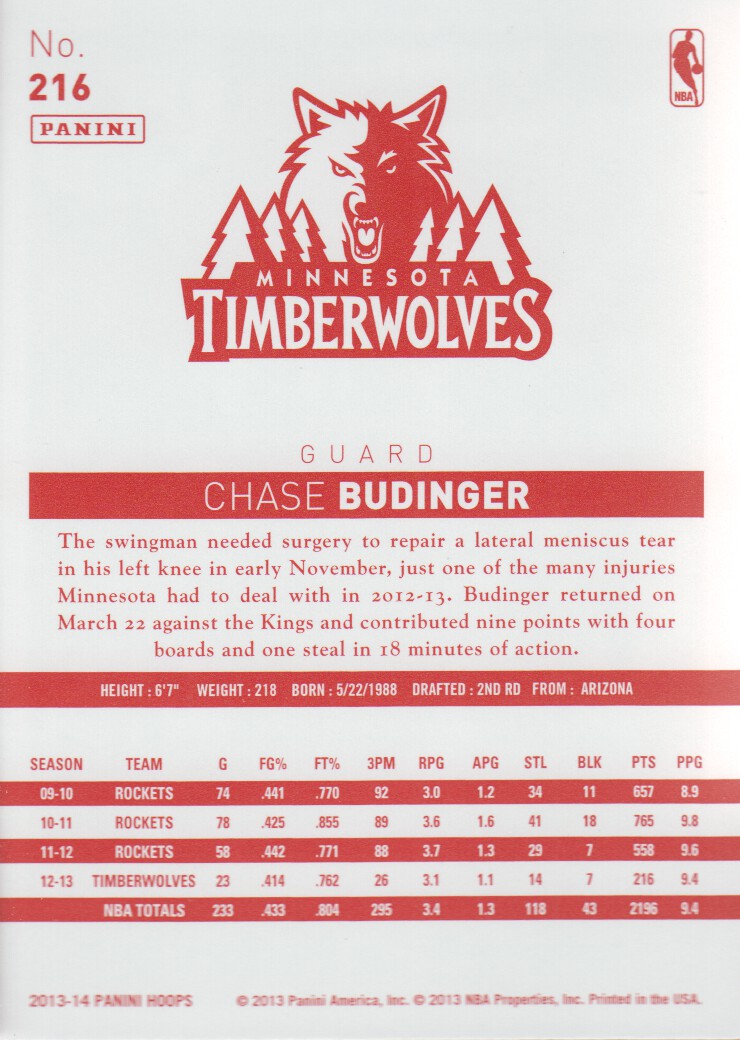 No.
216
PANINI
NBA
MINNESOTA
TIMBERWOLVES
GUARD
CHASE BUDINGER
The swingman needed surgery to repair a lateral meniscus tear
in his left knee in early November, just one of the many injuries
Minnesota had to deal with in 2012-13. Budinger returned on
March 22 against the Kings and contributed nine points with four
boards and one steal in 18 minutes of action.
HEIGHT : 6'7" WEIGHT : 218 BORN : 5/22/1988 DRAFTED : 2ND RD FROM : ARIZONA
SEASON TEAM G FG% FT% 3PM RPG APG STL BLK PTS PPG
09-10 ROCKETS 74 .441 .770 92 3.0 1.2 34 11 657 8.9
10-11 ROCKETS 78 .425 .855 89 3.6 1.6 41 18 765 9.8
11-12 ROCKETS 58 .442 .771 88 3.7 1.3 29 7 558 9.6
12-13 TIMBERWOLVES 23 .414 .762 26 3.1 1.1 14 7 216 9.4
NBA TOTALS 233 .433 .804 295 3.4 1.3 118 43 2196 9.4
2013-14 PANINI HOOPS © 2013 Panini America, Inc. © 2013 NBA Properties, Inc. Printed in the USA.